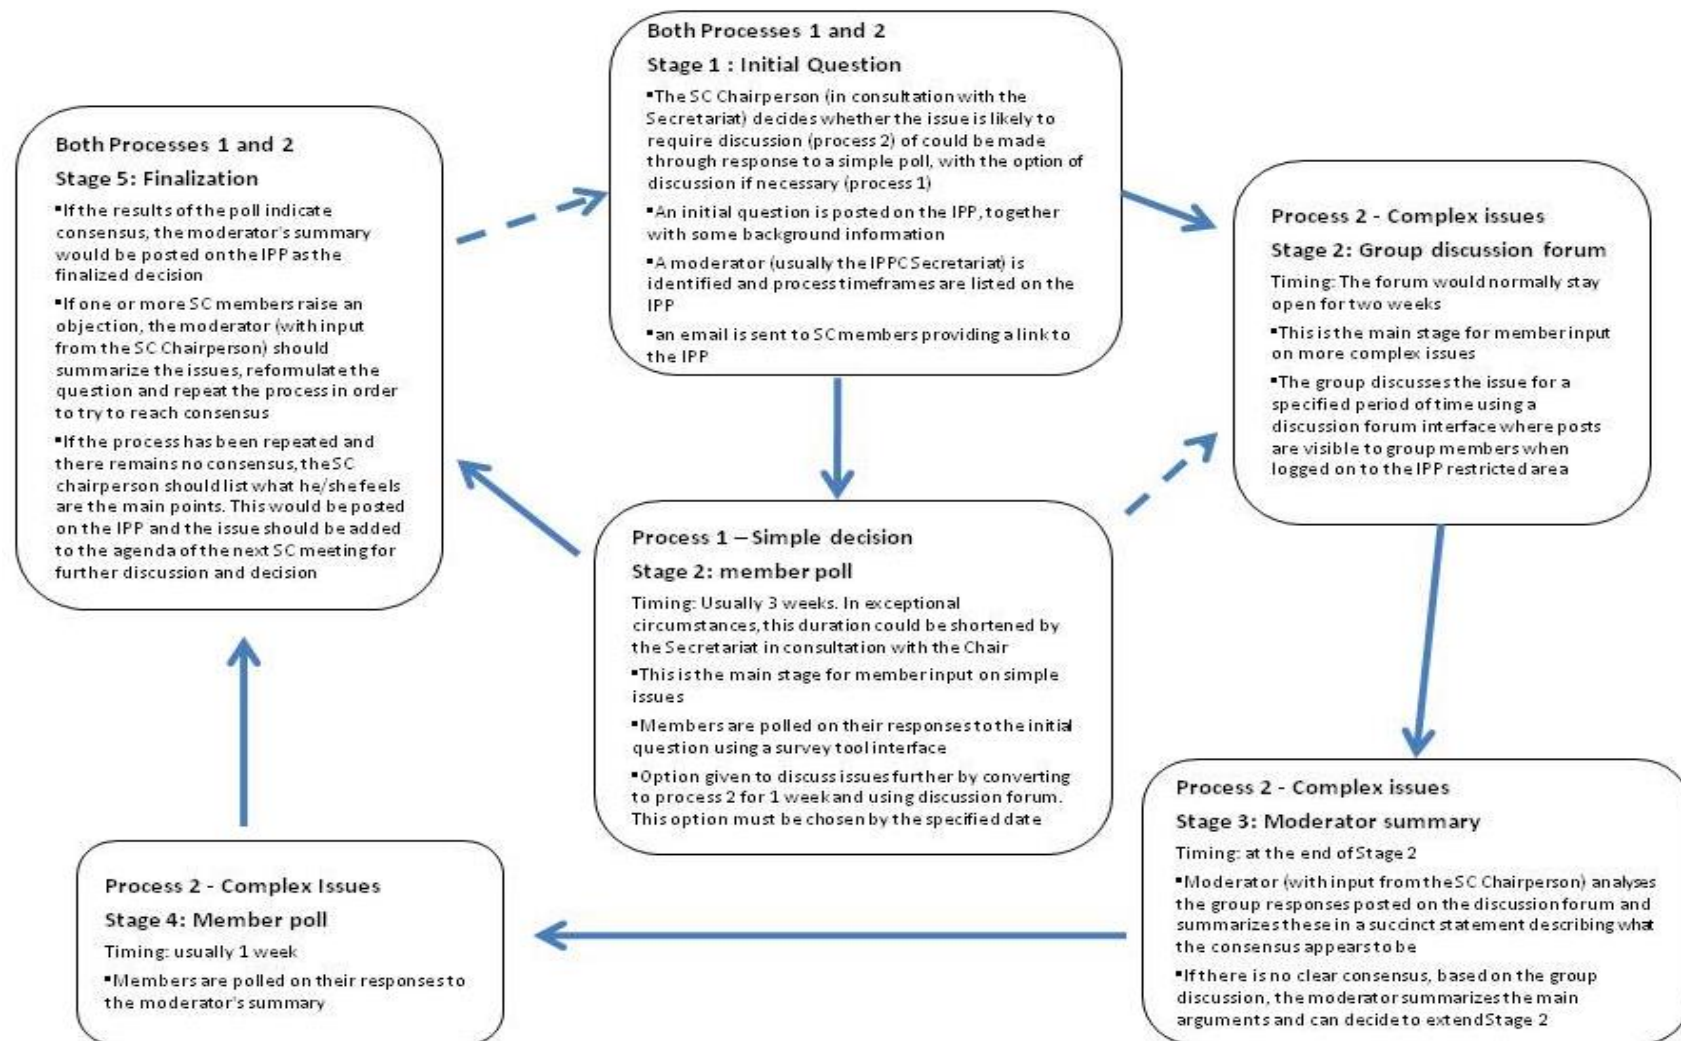 Both Processes 1 and 2
Stage 1 : Initial Question
▪The SC Chairperson (in consultation with the
Secretariat) decides whether the issue is likely to
require discussion (process 2) of could be made
through response to a simple poll, with the option of
discussion if necessary (process 1)
▪An initial question is posted on the IPP, together
with some background information
▪A moderator (usually the IPPC Secretariat) is
identified and process timeframes are listed on the
IPP
▪an email is sent to SC members providing a link to
the IPP
Process 2 - Complex issues
Stage 2: Group discussion forum
Timing: The forum would normally stay
open for two weeks
▪This is the main stage for member input
on more complex issues
▪The group discusses the issue for a
specified period of time using a
discussion forum interface where posts
are visible to group members when
logged on to the IPP restricted area
Process 1 – Simple decision
Stage 2: member poll
Timing: Usually 3 weeks. In exceptional
circumstances, this duration could be shortened by
the Secretariat in consultation with the Chair
▪This is the main stage for member input on simple
issues
▪Members are polled on their responses to the initial
question using a survey tool interface
▪Option given to discuss issues further by converting
to process 2 for 1 week and using discussion forum.
This option must be chosen by the specified date
Process 2 - Complex issues
Stage 3: Moderator summary
Timing: at the end of Stage 2
▪Moderator (with input from the SC Chairperson) analyses
the group responses posted on the discussion forum and
summarizes these in a succinct statement describing what
the consensus appears to be
▪If there is no clear consensus, based on the group
discussion, the moderator summarizes the main
arguments and can decide to extend Stage 2
Process 2 - Complex Issues
Stage 4: Member poll
Timing: usually 1 week
▪Members are polled on their responses to
the moderator's summary
Both Processes 1 and 2
Stage 5: Finalization
▪If the results of the poll indicate
consensus, the moderator's summary
would be posted on the IPP as the
finalized decision
▪If one or more SC members raise an
objection, the moderator (with input
from the SC Chairperson) should
summarize the issues, reformulate the
question and repeat the process in order
to try to reach consensus
▪If the process has been repeated and
there remains no consensus, the SC
chairperson should list what he/she feels
are the main points. This would be posted
on the IPP and the issue should be added
to the agenda of the next SC meeting for
further discussion and decision